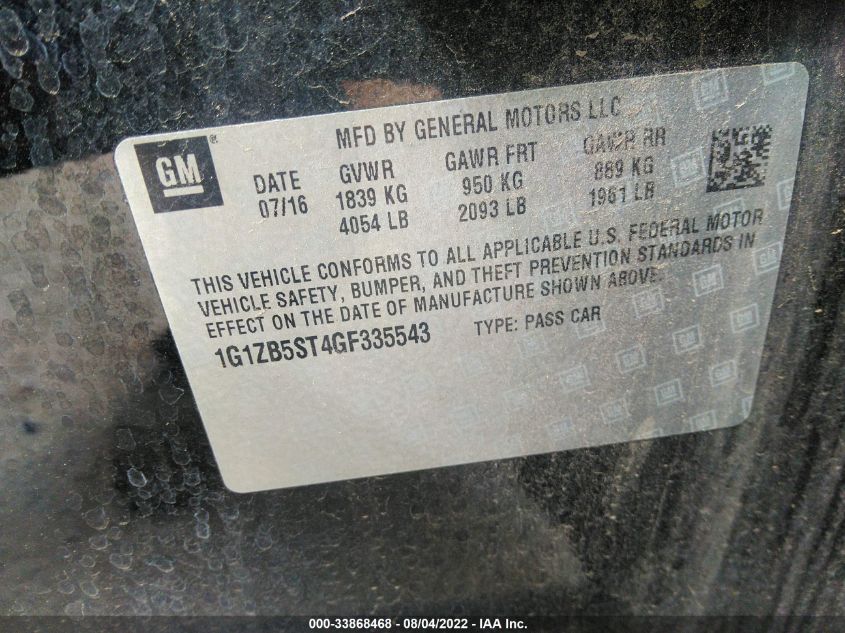 MFD BY GENERAL MOTORS LLC
GM ®
DATE GVWR GAWR FRT GAWR RR
07/16 1839 KG 950 KG 889 KG
4054 LB 2093 LB 1961 LB
THIS VEHICLE CONFORMS TO ALL APPLICABLE U.S. FEDERAL MOTOR
VEHICLE SAFETY, BUMPER, AND THEFT PREVENTION STANDARDS IN
EFFECT ON THE DATE OF MANUFACTURE SHOWN ABOVE.
1G1ZB5ST4GF335543 TYPE: PASS CAR
000-33868468 - 08/04/2022 - IAA Inc.